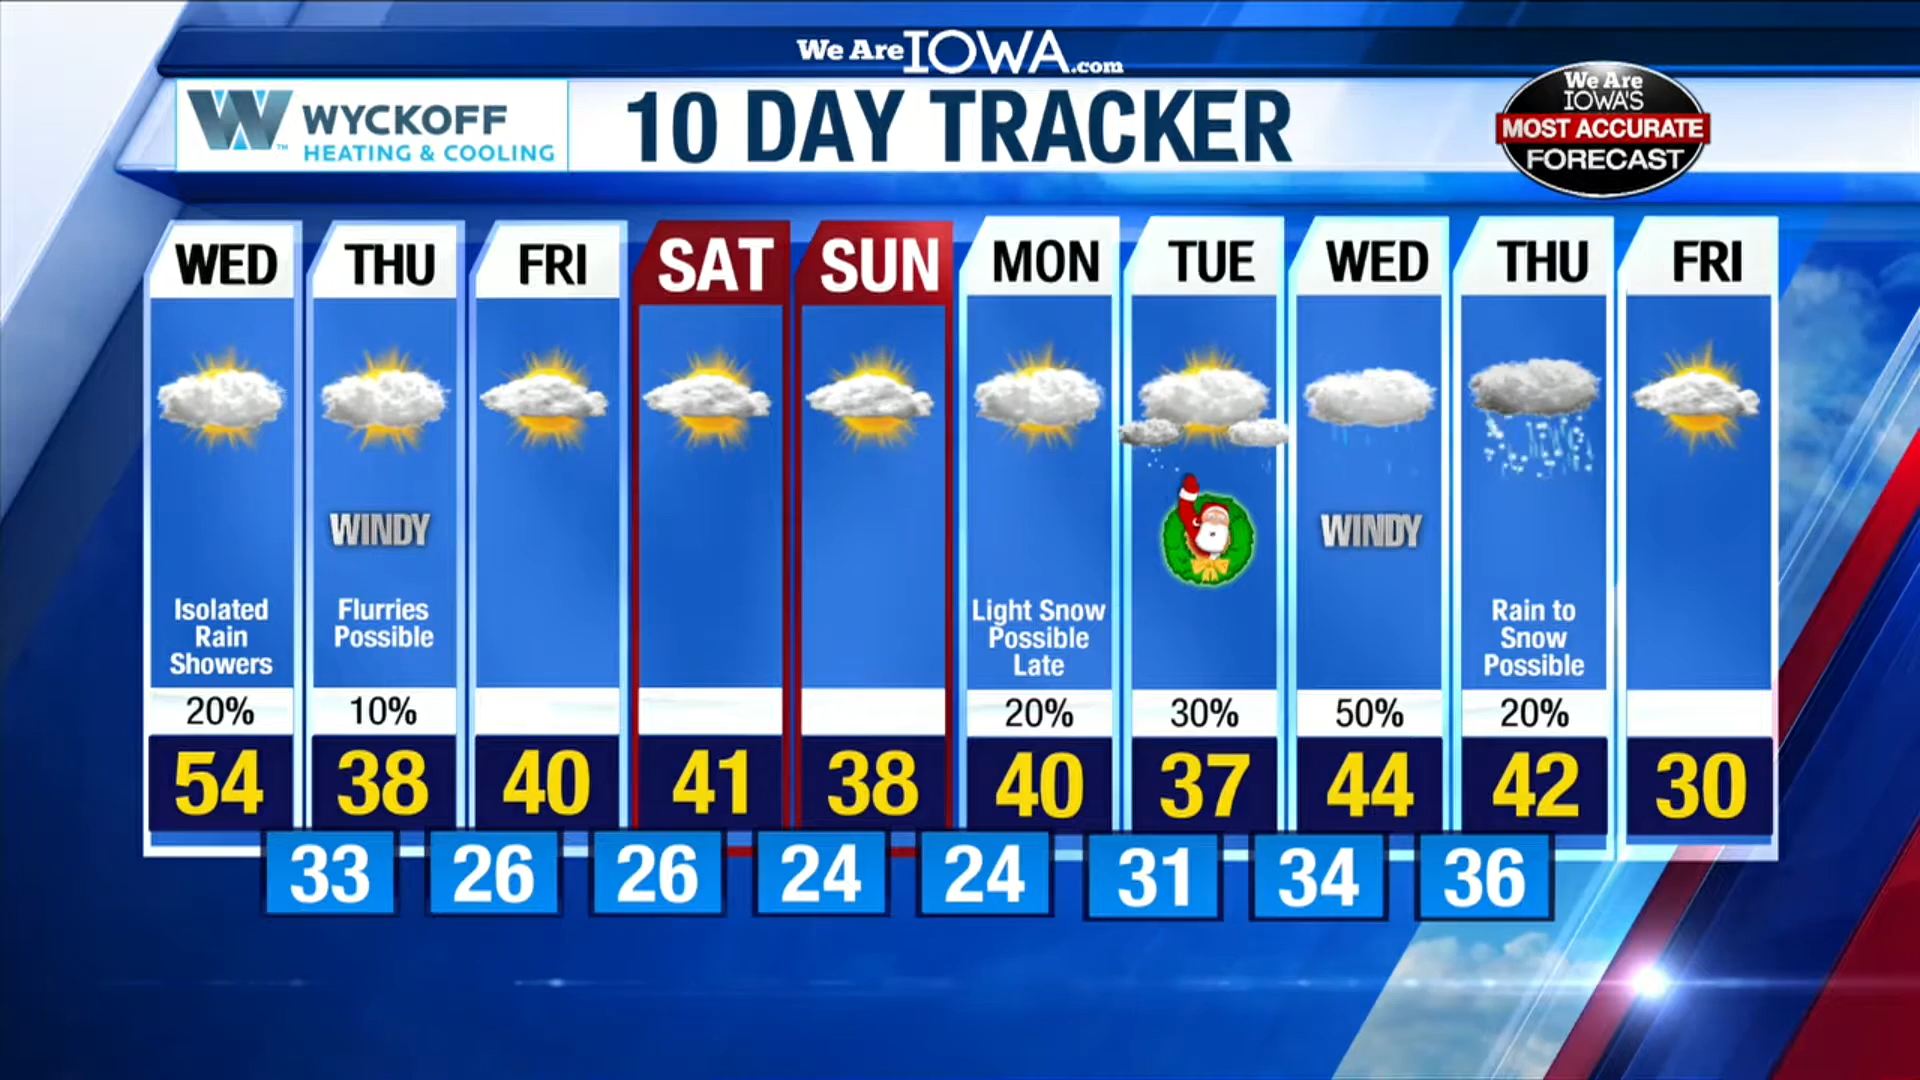 We Are IOWA.com
WYCKOFF
HEATING & COOLING
10 DAY TRACKER
We Are
IOWA'S
MOST ACCURATE
FORECAST
WED THU FRI SAT SUN MON TUE WED THU FRI
WINDY WINDY
Isolated
Rain
Showers
Flurries
Possible
Light Snow
Possible
Late
Rain to
Snow
Possible
20% 10% 20% 30% 50% 20%
54 38 40 41 38 40 37 44 42 30
33 26 26 24 24 31 34 36